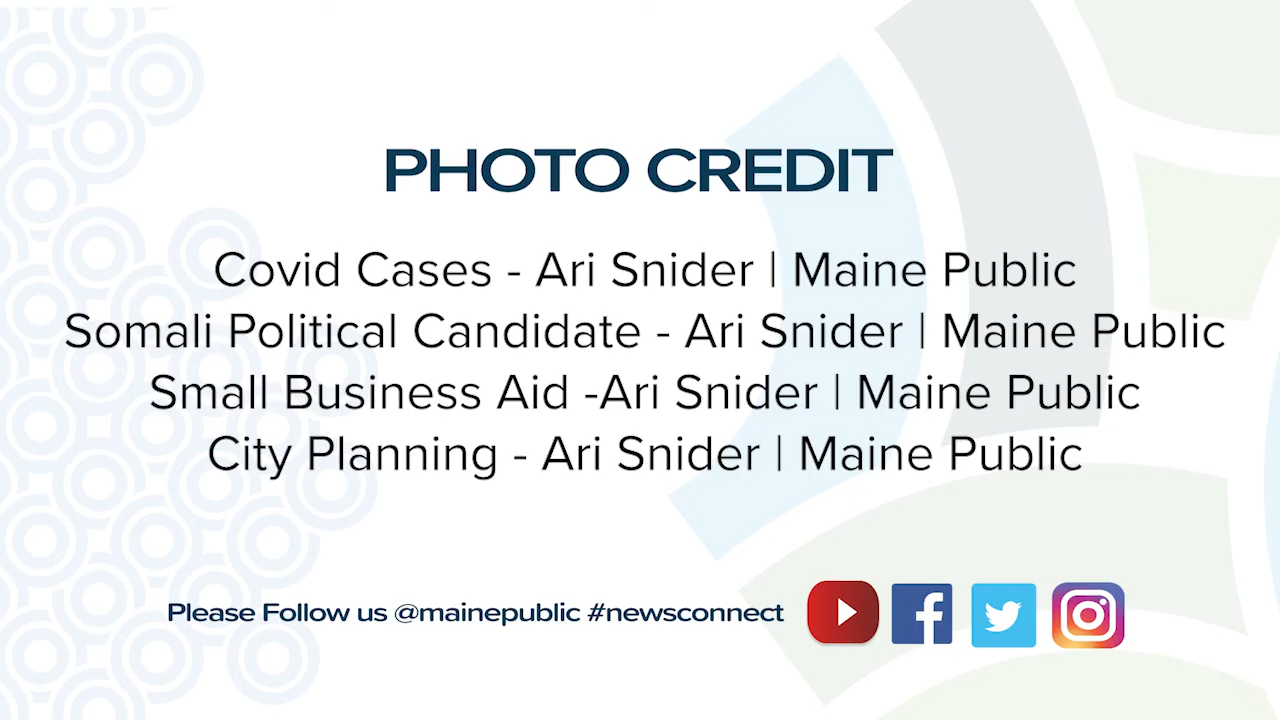 PHOTO CREDIT
Covid Cases - Ari Snider | Maine Public
Somali Political Candidate - Ari Snider | Maine Public
Small Business Aid -Ari Snider | Maine Public
City Planning - Ari Snider | Maine Public
Please Follow us @mainepublic #newsconnect